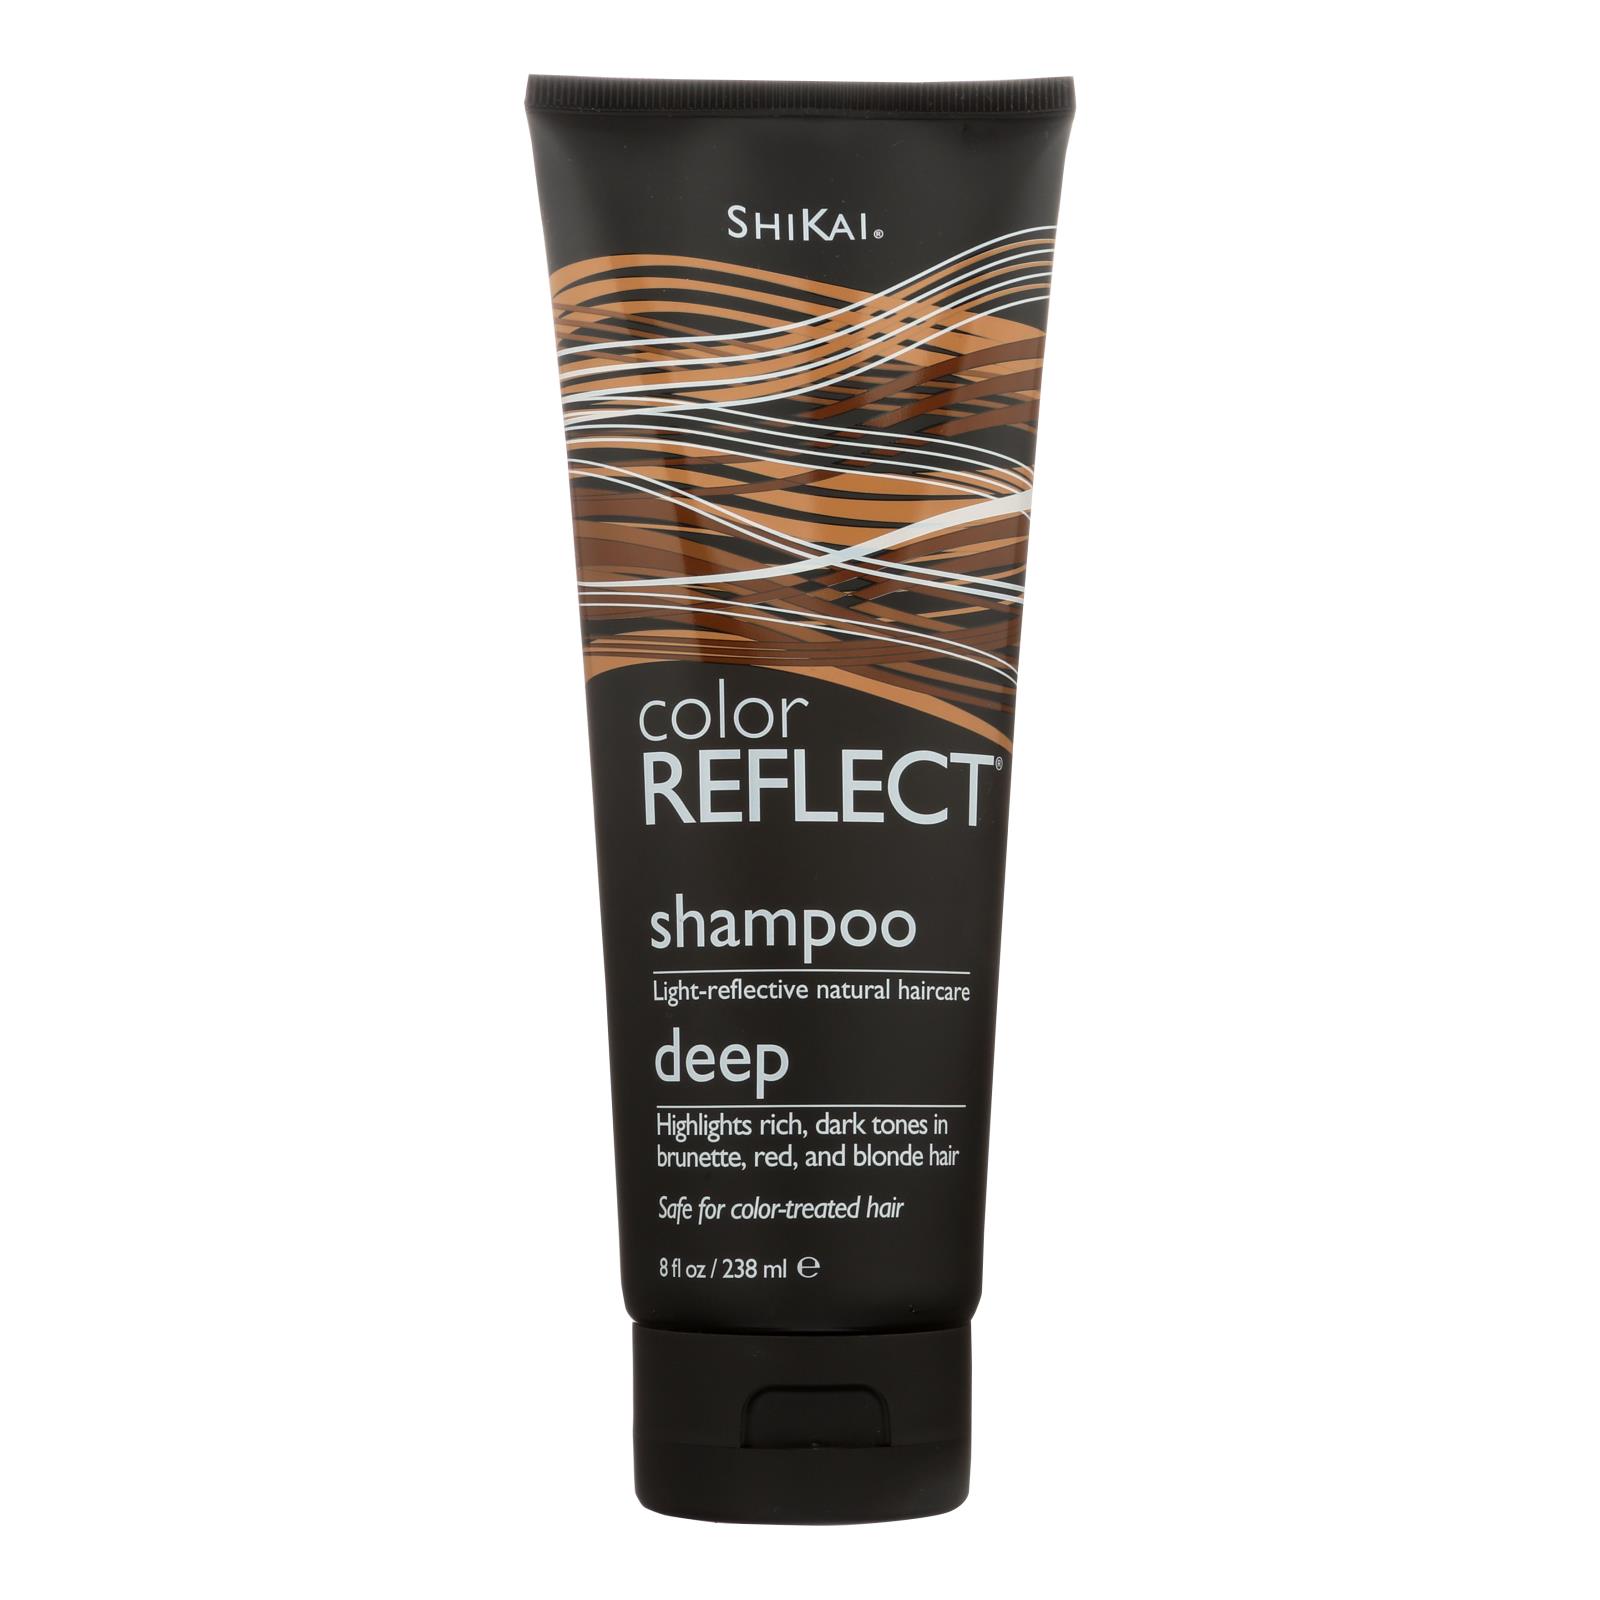 SHIKAI®
color
REFLECT®
shampoo
Light-reflective natural haircare
deep
Highlights rich, dark tones in
brunette, red, and blonde hair
Safe for color-treated hair
8 fl oz / 238 ml ℮